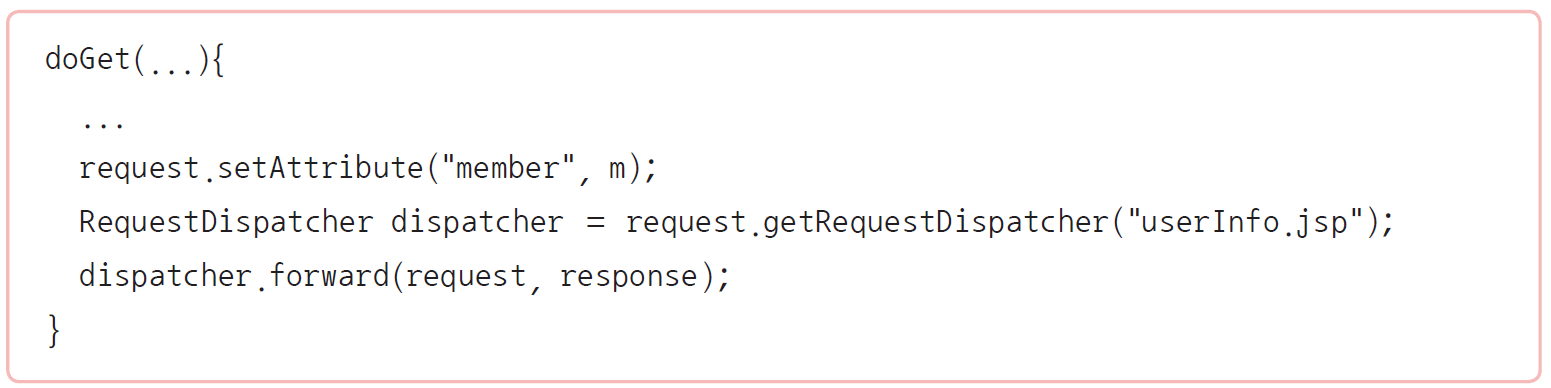 doGet(...){
...
request.setAttribute("member", m);
RequestDispatcher dispatcher = request.getRequestDispatcher("userInfo.jsp");
dispatcher.forward(request, response);
}